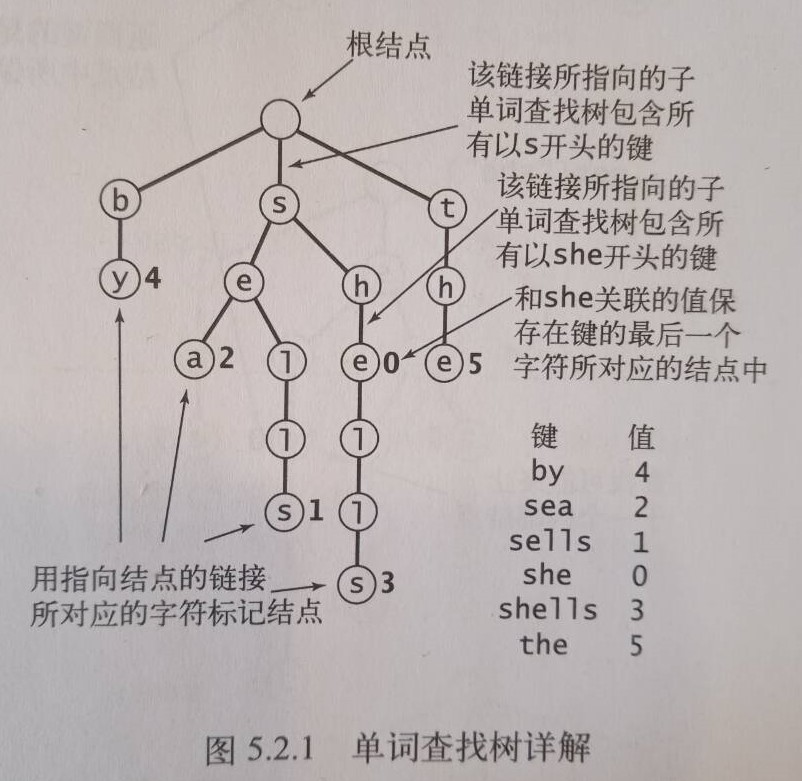 根结点
该链接所指向的子
单词查找树包含所
有以s开头的键
该链接所指向的子
单词查找树包含所
有以she开头的键
和she关联的值保
存在键的最后一个
字符所对应的结点中
b s t
y 4 e h h
a 2 l e 0 e 5
l l
s 1 l
s 3
用指向结点的链接
所对应的字符标记结点
键 值
by 4
sea 2
sells 1
she 0
shells 3
the 5
图 5.2.1 单词查找树详解